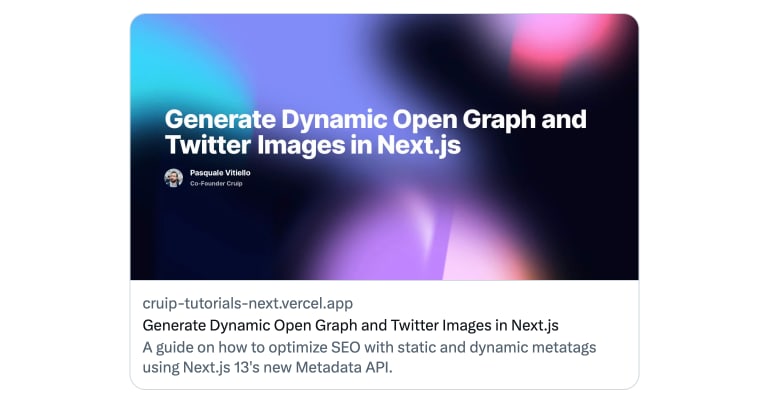 Generate Dynamic Open Graph and
Twitter Images in Next.js
Pasquale Vitiello
Co-Founder Cruip
cruip-tutorials-next.vercel.app
Generate Dynamic Open Graph and Twitter Images in Next.js
A guide on how to optimize SEO with static and dynamic metatags
using Next.js 13's new Metadata API.